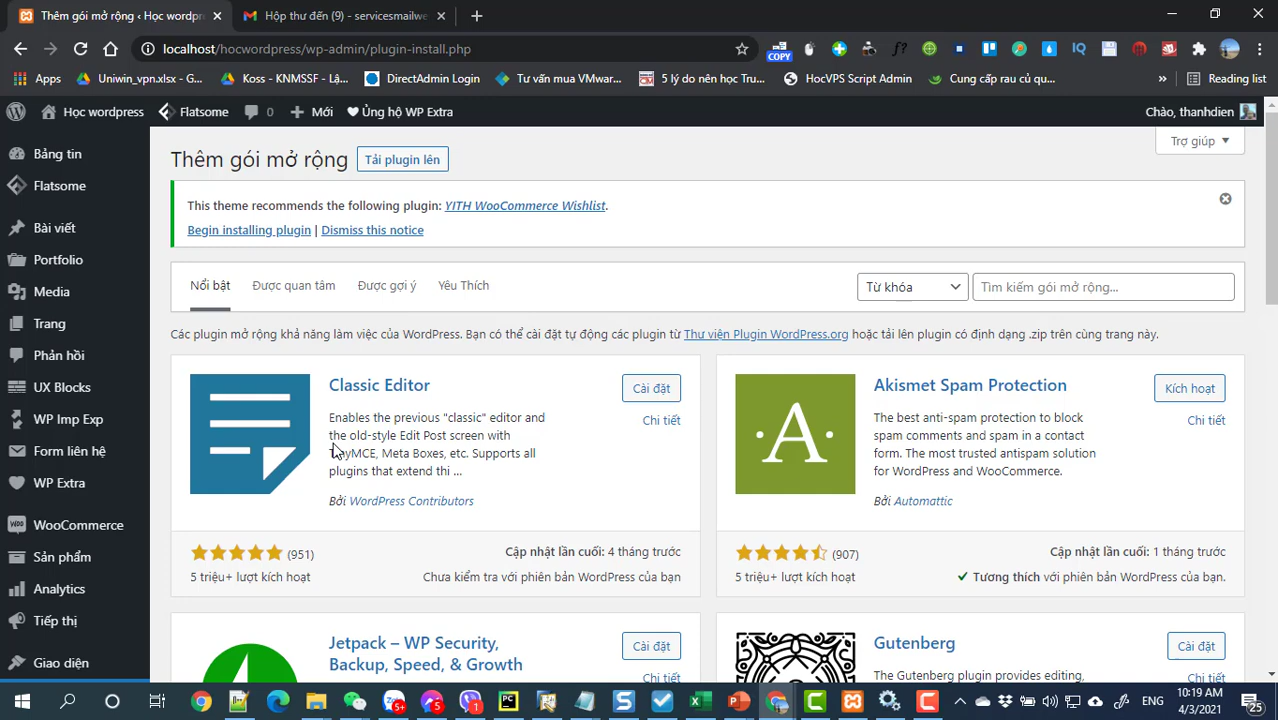 Thêm gói mở rộng ‹ Học wordpr
Hộp thư đến (9) - servicesmailwe
localhost/hocwordpress/wp-admin/plugin-install.php
COPY
f?
IQ
Apps
Uniwin_vpn.xlsx - G...
Koss - KNMSSF - Lậ...
DirectAdmin Login
Tư vấn mua VMwar...
5 lý do nên học Tru...
HocVPS Script Admin
Cung cấp rau củ qu...
»
Reading list
Học wordpress
Flatsome
0
Mới
Ủng hộ WP Extra
Chào, thanhdien
Bảng tin
Flatsome
Bài viết
Portfolio
Media
Trang
Phản hồi
UX Blocks
WP Imp Exp
Form liên hệ
WP Extra
WooCommerce
Sản phẩm
Analytics
Tiếp thị
Giao diện
Trợ giúp
Thêm gói mở rộng
Tải plugin lên
This theme recommends the following plugin: YITH WooCommerce Wishlist.
Begin installing plugin | Dismiss this notice
Nổi bật
Được quan tâm
Được gợi ý
Yêu Thích
Từ khóa
Tìm kiếm gói mở rộng...
Các plugin mở rộng khả năng làm việc của WordPress. Bạn có thể cài đặt tự động các plugin từ Thư viện Plugin WordPress.org hoặc tải lên plugin có định dạng .zip trên cùng trang này.
Classic Editor
Cài đặt
Chi tiết
Enables the previous "classic" editor and
the old-style Edit Post screen with
TinyMCE, Meta Boxes, etc. Supports all
plugins that extend thi ...
Bởi WordPress Contributors
(951)
5 triệu+ lượt kích hoạt
Cập nhật lần cuối: 4 tháng trước
Chưa kiểm tra với phiên bản WordPress của bạn
A
Akismet Spam Protection
Kích hoạt
Chi tiết
The best anti-spam protection to block
spam comments and spam in a contact
form. The most trusted antispam solution
for WordPress and WooCommerce.
Bởi Automattic
(907)
5 triệu+ lượt kích hoạt
Cập nhật lần cuối: 1 tháng trước
Tương thích với phiên bản WordPress của bạn.
Jetpack – WP Security,
Backup, Speed, & Growth
Cài đặt
Chi tiết
Gutenberg
Cài đặt
Chi tiết
The Gutenberg plugin provides editing,
ENG
10:19 AM
4/3/2021
25